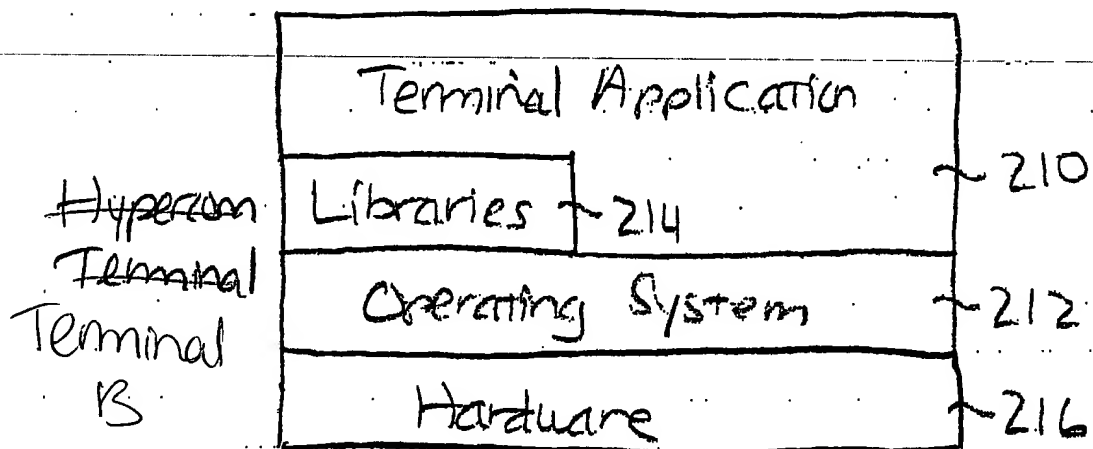 Terminal Application
~ 210
Hypercom Libraries ~ 214
Terminal
Operating System ~ 212
Terminal
B
Hardware ~ 216